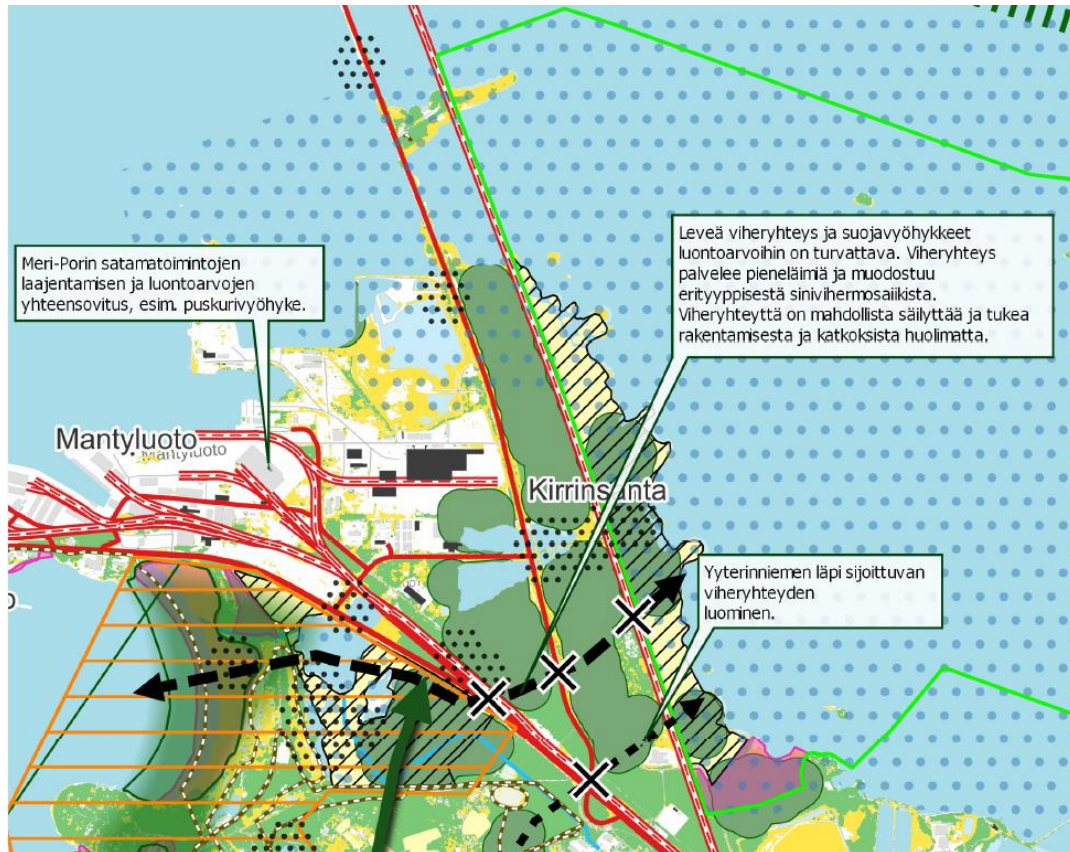 Leveä viheryhteys ja suojavyöhykkeet
luontoarvoihin on turvattava. Viheryhteys
palvelee pieneläimiä ja muodostuu
erityyppisestä sinivihermosaiikista.
Viheryhteyttä on mahdollista säilyttää ja tukea
rakentamisesta ja katkoksista huolimatta.
Meri-Porin satamatoimintojen
laajentamisen ja luontoarvojen
yhteensovitus, esim. puskurivyöhyke.
Mantyluoto
Mantyluoto
Kirrinsanta
Yyterinniemen läpi sijoittuvan
viheryhteyden
luominen.